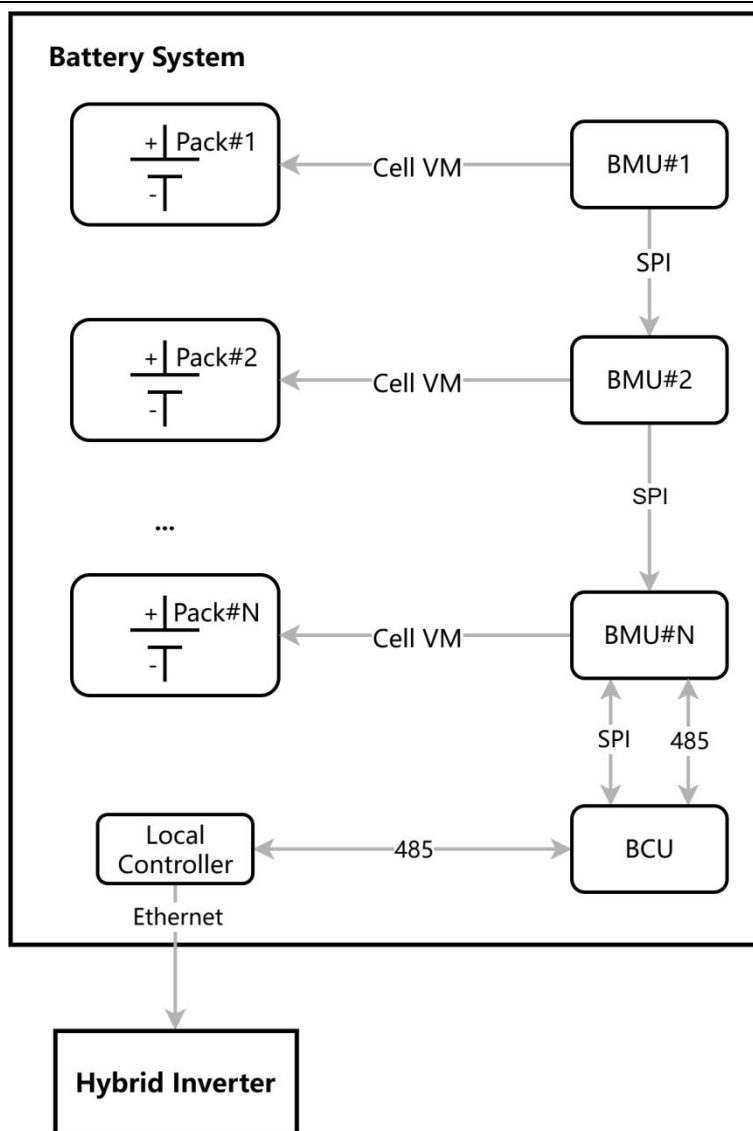 Battery System
+ Pack#1
-
Cell VM
BMU#1
SPI
+ Pack#2
-
Cell VM
BMU#2
SPI
...
+ Pack#N
-
Cell VM
BMU#N
SPI
485
Local
Controller
485
BCU
Ethernet
Hybrid Inverter